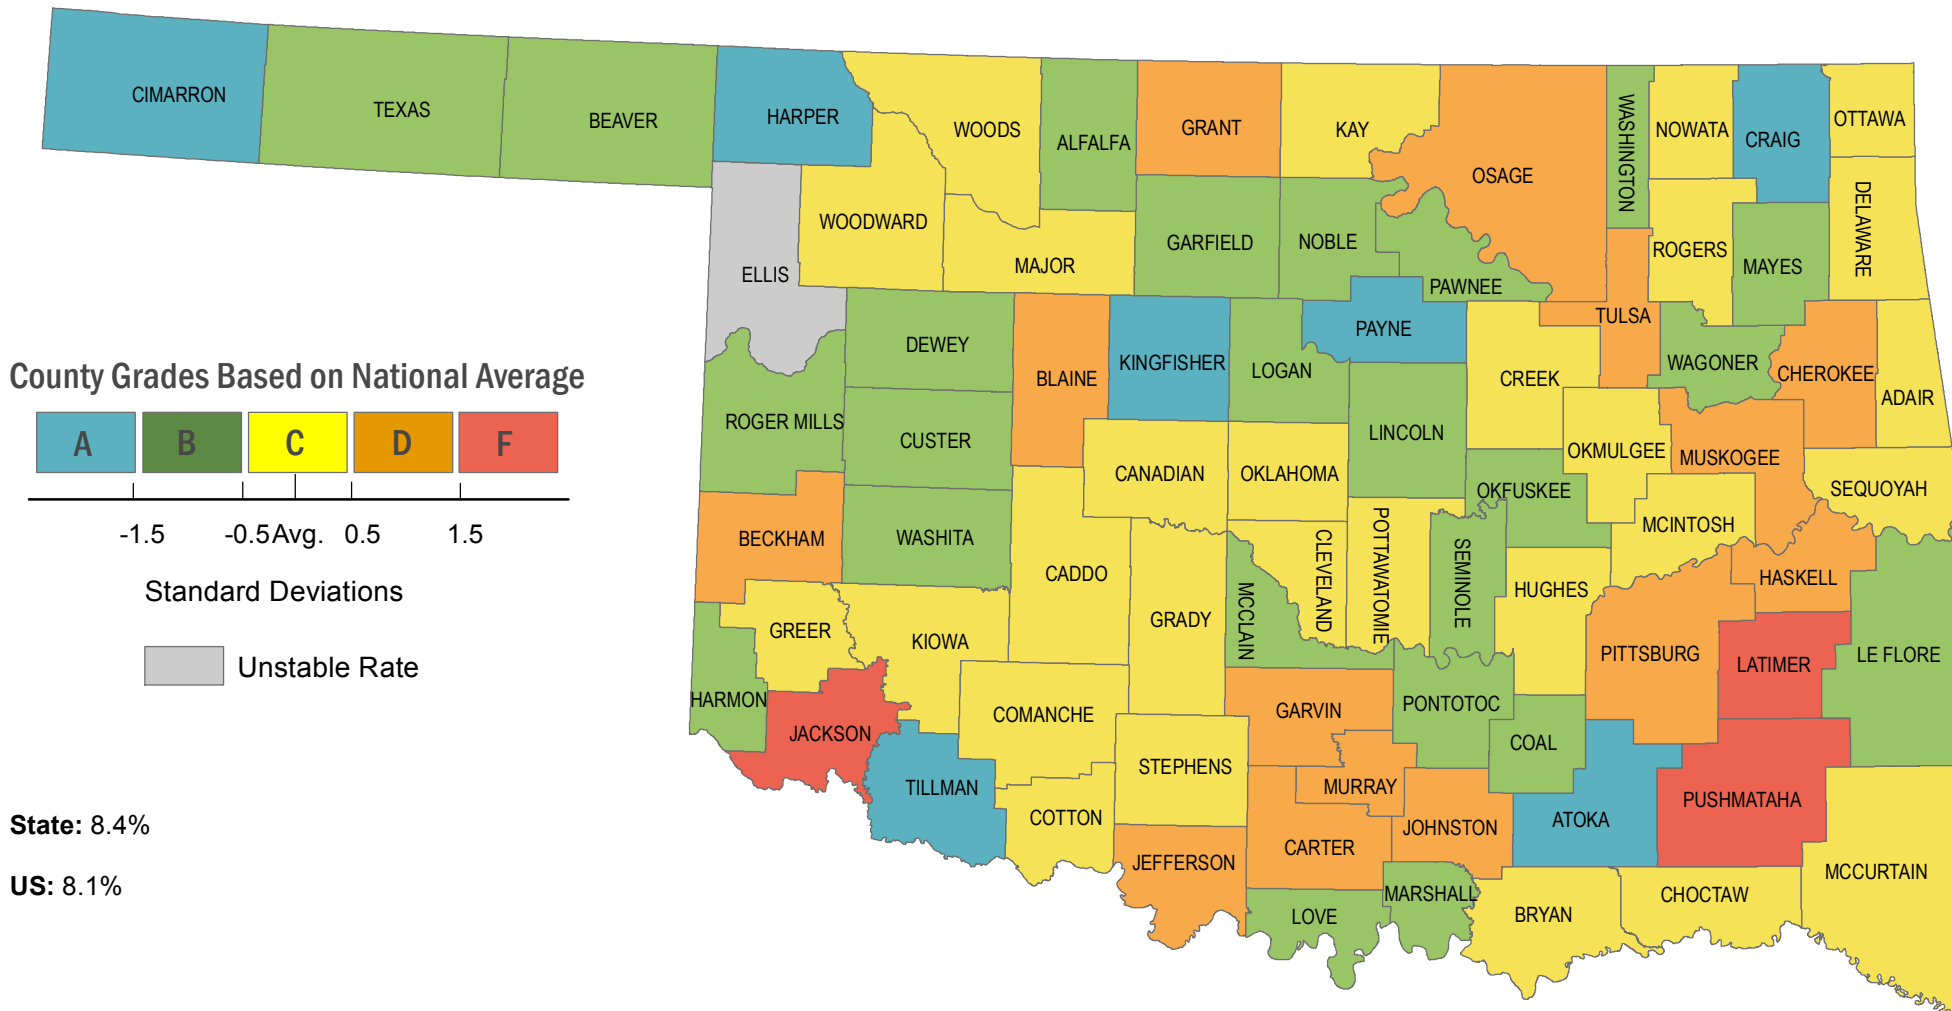 CIMARRON
TEXAS
BEAVER
HARPER
WOODS
ALFALFA
GRANT
KAY
OSAGE
WASHINGTON
NOWATA
CRAIG
OTTAWA
ELLIS
WOODWARD
MAJOR
GARFIELD
NOBLE
PAWNEE
ROGERS
MAYES
DELAWARE
TULSA
DEWEY
BLAINE
KINGFISHER
LOGAN
PAYNE
CREEK
WAGONER
CHEROKEE
ADAIR
County Grades Based on National Average
A B C D F
-1.5 -0.5 Avg. 0.5 1.5
Standard Deviations
Unstable Rate
ROGER MILLS
CUSTER
CANADIAN
OKLAHOMA
LINCOLN
OKMULGEE
MUSKOGEE
SEQUOYAH
OKFUSKEE
MCINTOSH
BECKHAM
WASHITA
CADDO
GRADY
MCCLAIN
CLEVELAND
POTTAWATOMIE
SEMINOLE
HUGHES
HASKELL
GREER
KIOWA
PITTSBURG
LATIMER
LE FLORE
HARMON
JACKSON
COMANCHE
GARVIN
PONTOTOC
COAL
TILLMAN
STEPHENS
MURRAY
PUSHMATAHA
COTTON
CARTER
JOHNSTON
ATOKA
State: 8.4%
US: 8.1%
JEFFERSON
LOVE
MARSHALL
BRYAN
CHOCTAW
MCCURTAIN